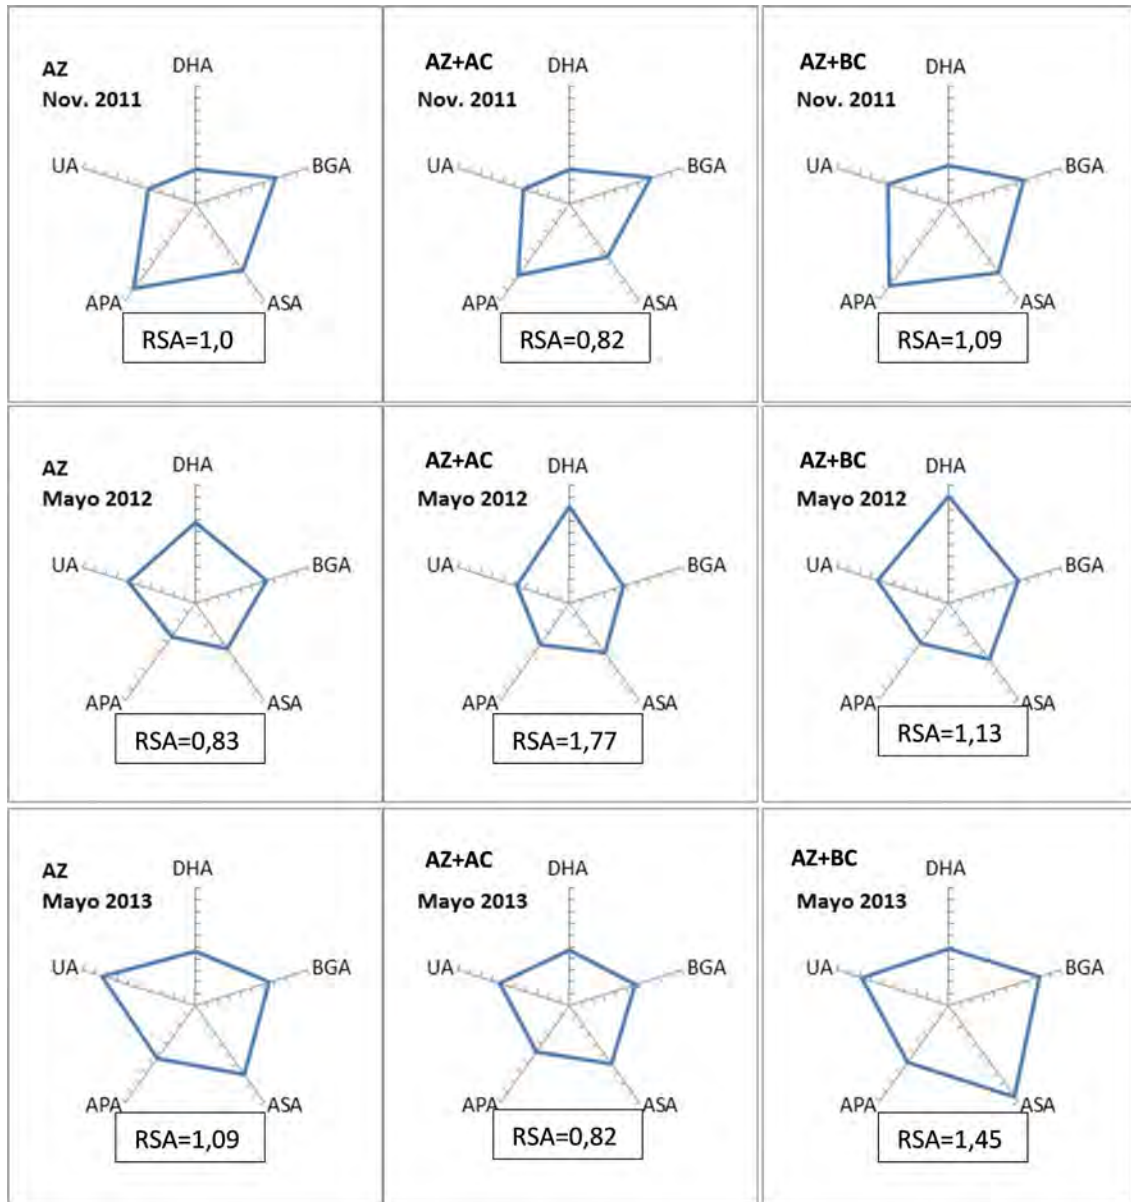 AZ
Nov. 2011
DHA
UA
BGA
APA
ASA
RSA=1,0
AZ+AC
Nov. 2011
DHA
UA
BGA
APA
ASA
RSA=0,82
AZ+BC
Nov. 2011
DHA
UA
BGA
APA
ASA
RSA=1,09
AZ
Mayo 2012
DHA
UA
BGA
APA
ASA
RSA=0,83
AZ+AC
Mayo 2012
DHA
UA
BGA
APA
ASA
RSA=1,77
AZ+BC
Mayo 2012
DHA
UA
BGA
APA
ASA
RSA=1,13
AZ
Mayo 2013
DHA
UA
BGA
APA
ASA
RSA=1,09
AZ+AC
Mayo 2013
DHA
UA
BGA
APA
ASA
RSA=0,82
AZ+BC
Mayo 2013
DHA
UA
BGA
APA
ASA
RSA=1,45